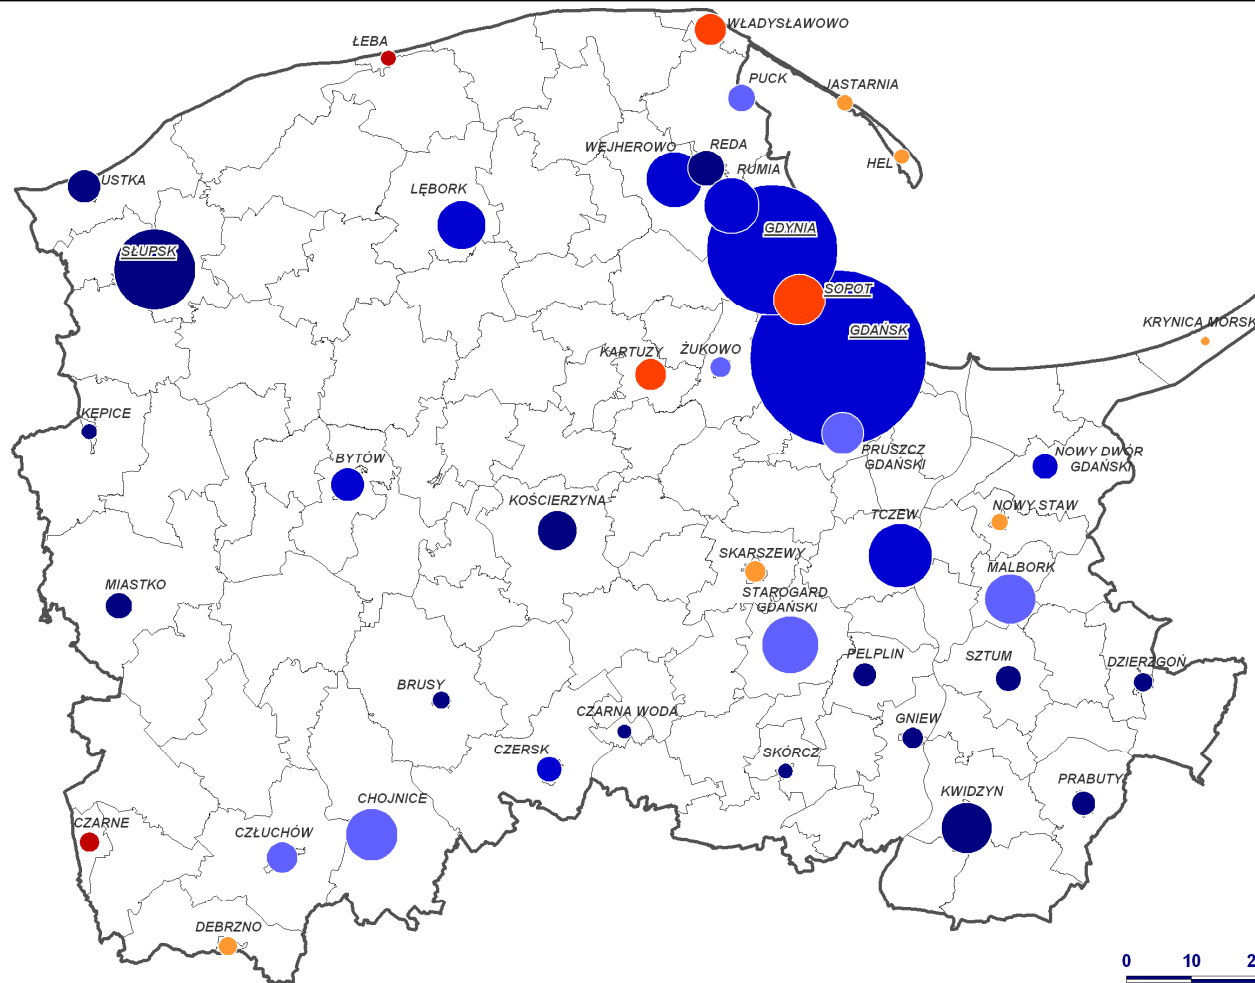 WŁADYSŁAWOWO
ŁEBA
PUCK
JASTARNIA
WEJHEROWO
REDA
HEL
RUMIA
USTKA
LĘBORK
GDYNIA
SŁUPSK
SOPOT
GDAŃSK
KRYNICA MORSK
KARTUZY
ŻUKOWO
KĘPICE
PRUSZCZ
GDAŃSKI
NOWY DWÓR
GDAŃSKI
BYTÓW
KOŚCIERZYNA
NOWY STAW
TCZEW
SKARSZEWY
MALBORK
MIASTKO
STAROGARD
GDAŃSKI
PELPLIN
SZTUM
DZIERZGOŃ
BRUSY
CZARNA WODA
GNIEW
CZERSK
SKÓRCZ
PRABUTY
KWIDZYN
CHOJNICE
CZARNE
CZŁUCHÓW
DEBRZNO
0 10 2